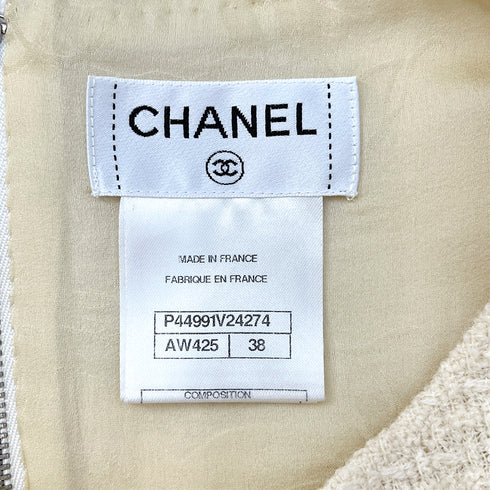 CHANEL
MADE IN FRANCE
FABRIQUE EN FRANCE
P44991V24274
AW425 38
COMPOSITION